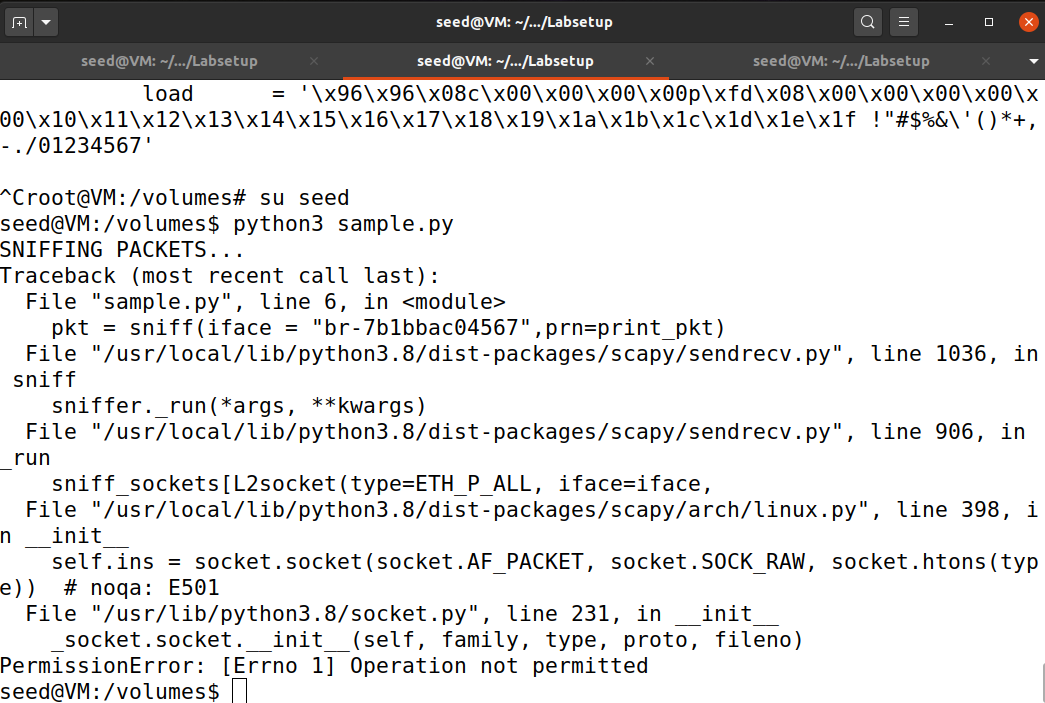 seed@VM: ~/.../Labsetup
seed@VM: ~/.../Labsetup
seed@VM: ~/.../Labsetup
seed@VM: ~/.../Labsetup
           load      = '\x96\x96\x08c\x00\x00\x00\x00p\xfd\x08\x00\x00\x00\x00\x
00\x10\x11\x12\x13\x14\x15\x16\x17\x18\x19\x1a\x1b\x1c\x1d\x1e\x1f !"#$%&\'()*+,
-./01234567'
^Croot@VM:/volumes# su seed
seed@VM:/volumes$ python3 sample.py
SNIFFING PACKETS...
Traceback (most recent call last):
  File "sample.py", line 6, in <module>
    pkt = sniff(iface = "br-7b1bbac04567",prn=print_pkt)
  File "/usr/local/lib/python3.8/dist-packages/scapy/sendrecv.py", line 1036, in
 sniff
    sniffer._run(*args, **kwargs)
  File "/usr/local/lib/python3.8/dist-packages/scapy/sendrecv.py", line 906, in
_run
    sniff_sockets[L2socket(type=ETH_P_ALL, iface=iface,
  File "/usr/local/lib/python3.8/dist-packages/scapy/arch/linux.py", line 398, i
n __init__
    self.ins = socket.socket(socket.AF_PACKET, socket.SOCK_RAW, socket.htons(typ
e))  # noqa: E501
  File "/usr/lib/python3.8/socket.py", line 231, in __init__
    _socket.socket.__init__(self, family, type, proto, fileno)
PermissionError: [Errno 1] Operation not permitted
seed@VM:/volumes$